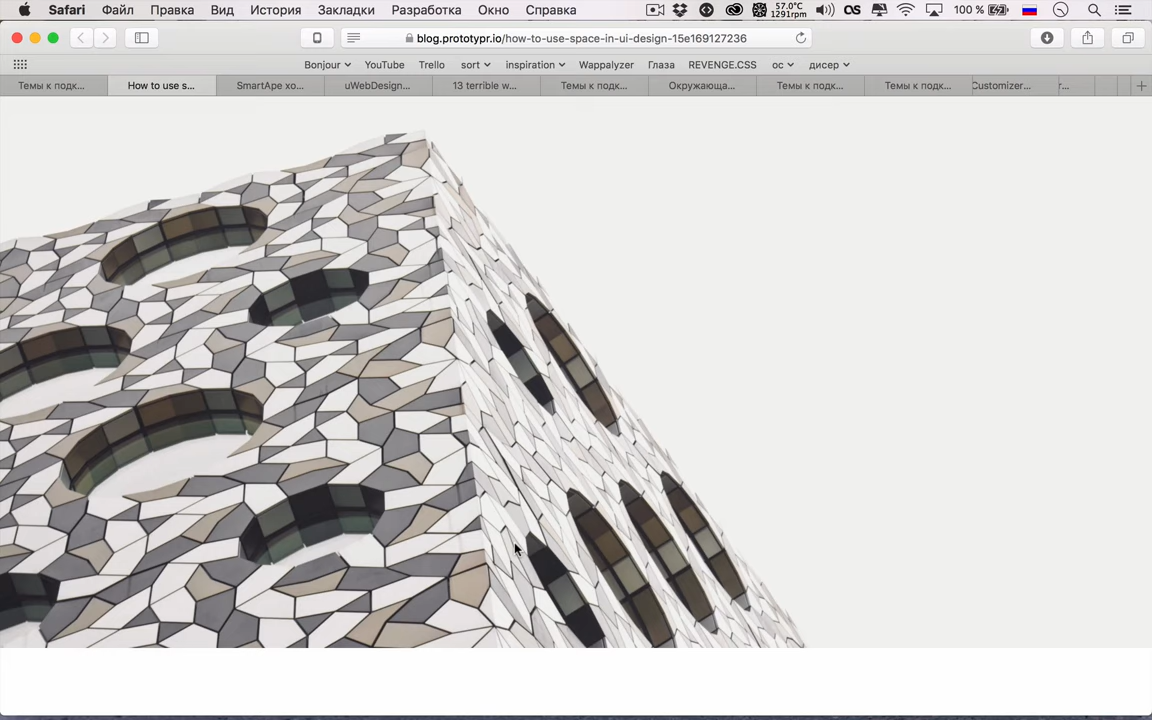 Safari Файл Правка Вид История Закладки Разработка Окно Справка 57.0°C 1291rpm 100 %
blog.prototypr.io/how-to-use-space-in-ui-design-15e169127236
Bonjour YouTube Trello sort inspiration Wappalyzer Глаза REVENGE.CSS ос дисер
Темы к подк... How to use s... SmartApe хо... uWebDesign... 13 terrible w... Темы к подк... Окружающа... Темы к подк... Темы к подк... Customizer...